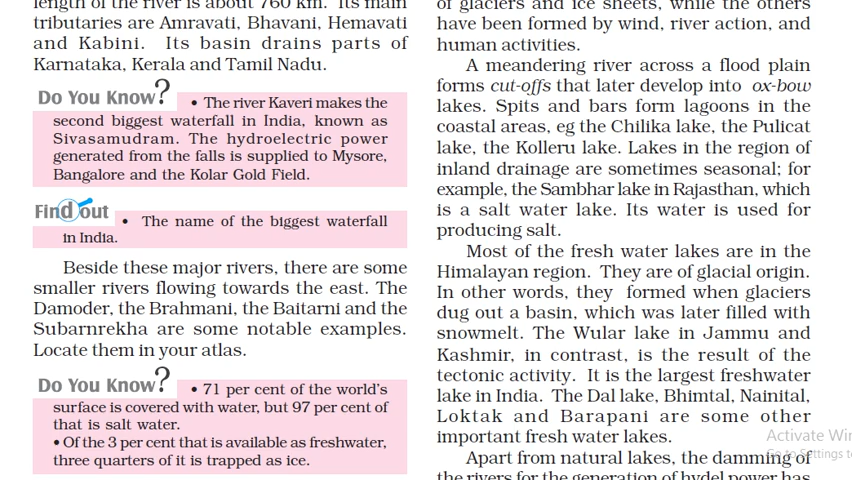 length of the river is about 760 km. Its main
tributaries are Amravati, Bhavani, Hemavati
and Kabini. Its basin drains parts of
Karnataka, Kerala and Tamil Nadu.
Do You Know? • The river Kaveri makes the
second biggest waterfall in India, known as
Sivasamudram. The hydroelectric power
generated from the falls is supplied to Mysore,
Bangalore and the Kolar Gold Field.
Find out • The name of the biggest waterfall
in India.
Beside these major rivers, there are some
smaller rivers flowing towards the east. The
Damoder, the Brahmani, the Baitarni and the
Subarnrekha are some notable examples.
Locate them in your atlas.
Do You Know? • 71 per cent of the world's
surface is covered with water, but 97 per cent of
that is salt water.
• Of the 3 per cent that is available as freshwater,
three quarters of it is trapped as ice.
of glaciers and ice sheets, while the others
have been formed by wind, river action, and
human activities.
A meandering river across a flood plain
forms cut-offs that later develop into ox-bow
lakes. Spits and bars form lagoons in the
coastal areas, eg the Chilika lake, the Pulicat
lake, the Kolleru lake. Lakes in the region of
inland drainage are sometimes seasonal; for
example, the Sambhar lake in Rajasthan, which
is a salt water lake. Its water is used for
producing salt.
Most of the fresh water lakes are in the
Himalayan region. They are of glacial origin.
In other words, they formed when glaciers
dug out a basin, which was later filled with
snowmelt. The Wular lake in Jammu and
Kashmir, in contrast, is the result of the
tectonic activity. It is the largest freshwater
lake in India. The Dal lake, Bhimtal, Nainital,
Loktak and Barapani are some other
important fresh water lakes.
Apart from natural lakes, the damming of
the rivers for the generation of hydel power has
Activate Win
Go to Settings to